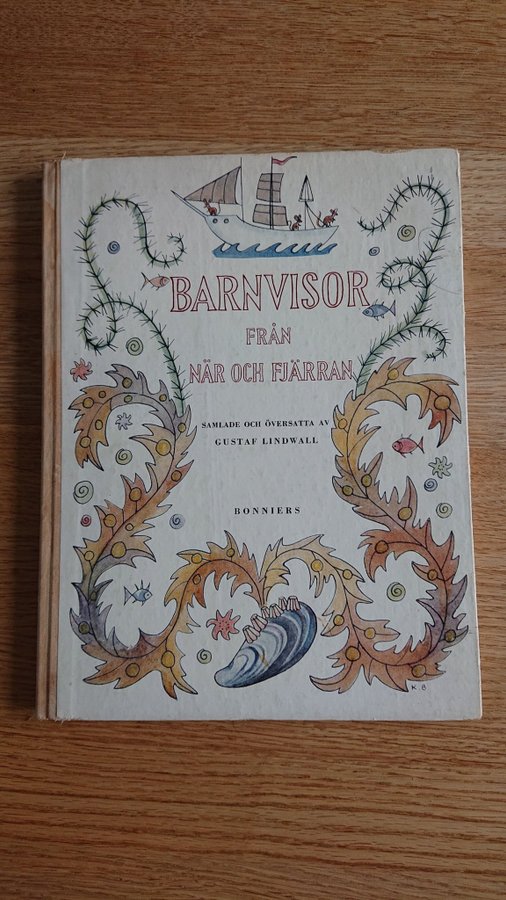 BARNVISOR
FRÅN
NÄR OCH FJÄRRAN
SAMLADE OCH ÖVERSATTA AV
GUSTAF LINDWALL
BONNIERS
K B